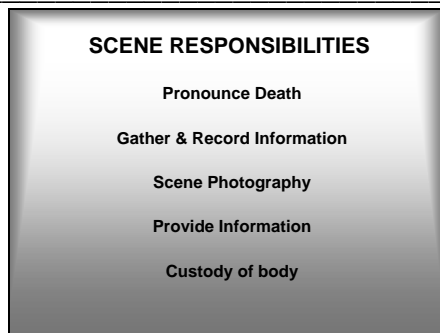 SCENE RESPONSIBILITIES
Pronounce Death
Gather & Record Information
Scene Photography
Provide Information
Custody of body